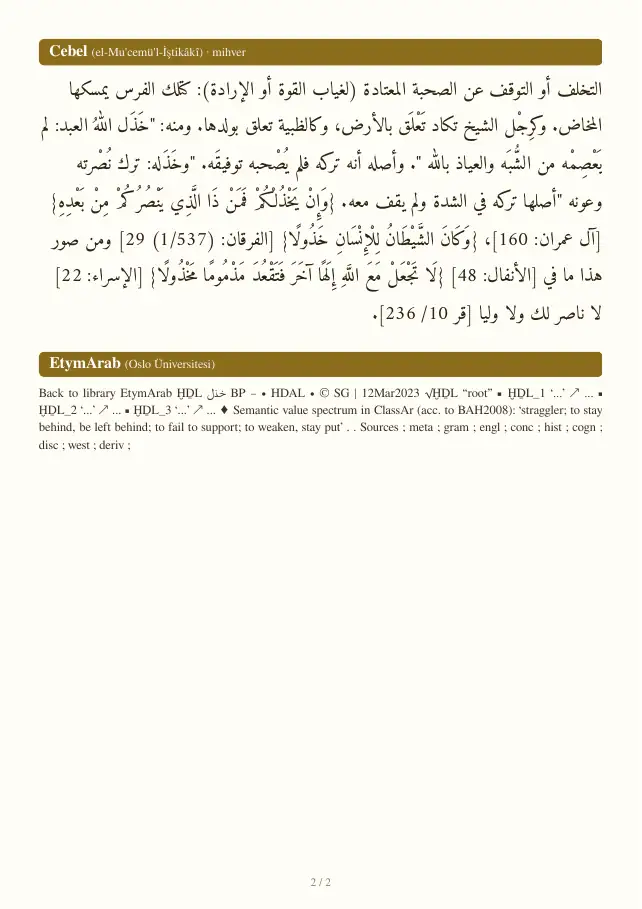 Cebel (el-Mu'cemü'l-İştikâkî) · mihver
التخلف أو التوقف عن الصحبة المعتادة (لغياب القوة أو الإرادة): كتلك الفرس يمسكها
المخاض. وكرِجْل الشيخ تكاد تَعْلَق بالأرض، وكالظبية تعلق بولدها. ومنه: "خَذَل اللهُ العبد: لم
يَعْصِمْه من الشُّبَه والعياذ بالله ". وأصله أنه تركه فلم يُصْحبه توفيقَه. "وخَذَله: ترك نُصْرته
وعونه "أصلها تركه في الشدة ولم يقف معه. {وَإِنْ يَخْذُلْكُمْ فَمَنْ ذَا الَّذِي يَنْصُرُكُمْ مِنْ بَعْدِهِ}
[آل عمران: 160]، {وَكَانَ الشَّيْطَانُ لِلْإِنْسَانِ خَذُولًا} [الفرقان: (1/537) 29] ومن صور
هذا ما في [الأنفال: 48] {لَا تَجْعَلْ مَعَ اللَّهِ إِلَهًا آخَرَ فَتَقْعُدَ مَذْمُومًا مَخْذُولًا} [الإسراء: 22]
لا ناصر لك ولا وليا [قر 10/ 236].
EtymArab (Oslo Üniversitesi)
Back to library EtymArab ḪḎL خذل BP – • HDAL • © SG | 12Mar2023 √ḪḎL “root” ▪ ḪḎL_1 ‘...’ ↗ ... ▪
ḪḎL_2 ‘...’ ↗ ... ▪ ḪḎL_3 ‘...’ ↗ ... ♦ Semantic value spectrum in ClassAr (acc. to BAH2008): ‘straggler; to stay
behind, be left behind; to fail to support; to weaken, stay put’ . . Sources ; meta ; gram ; engl ; conc ; hist ; cogn ;
disc ; west ; deriv ;
2 / 2